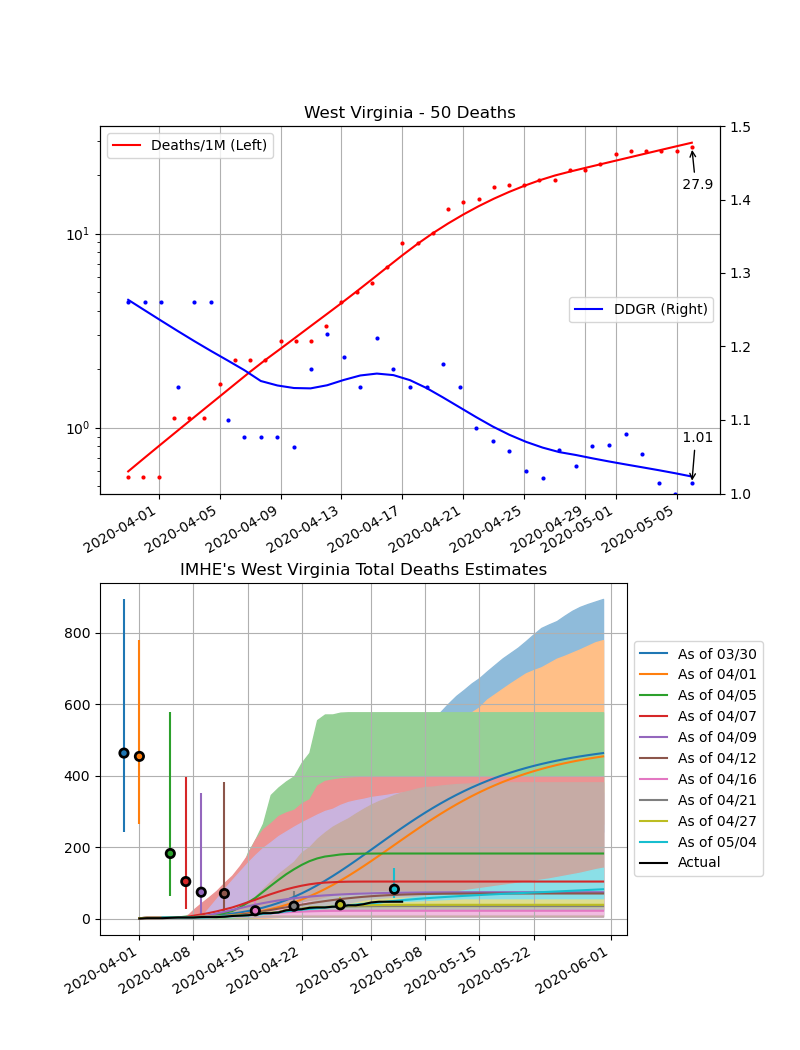 West Virginia - 50 Deaths
Deaths/1M (Left)
DDGR (Right)
27.9
1.01
10^1
10^0
1.5
1.4
1.3
1.2
1.1
1.0
2020-04-01
2020-04-05
2020-04-09
2020-04-13
2020-04-17
2020-04-21
2020-04-25
2020-04-29
2020-05-01
2020-05-05
IMHE's West Virginia Total Deaths Estimates
800
600
400
200
0
2020-04-01
2020-04-08
2020-04-15
2020-04-22
2020-05-01
2020-05-08
2020-05-15
2020-05-22
2020-06-01
As of 03/30
As of 04/01
As of 04/05
As of 04/07
As of 04/09
As of 04/12
As of 04/16
As of 04/21
As of 04/27
As of 05/04
Actual